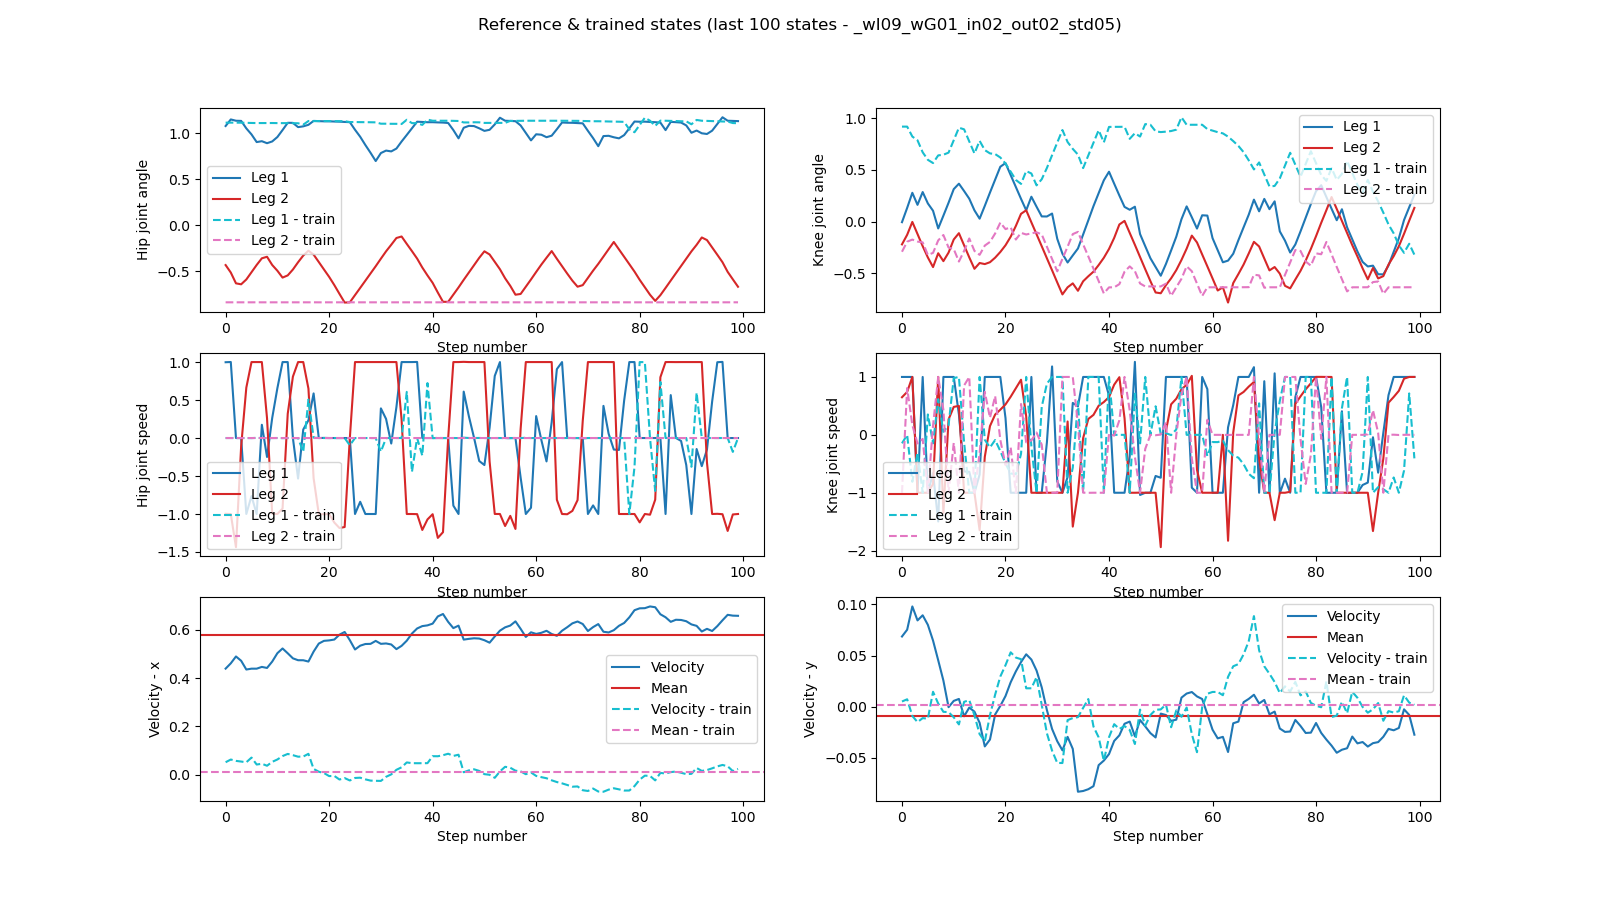 Reference & trained states (last 100 states - _wI09_wG01_in02_out02_std05)
Hip joint angle
1.0
0.5
0.0
−0.5
Leg 1
Leg 2
Leg 1 - train
Leg 2 - train
0 20 40 60 80 100
Step number
Knee joint angle
1.0
0.5
0.0
−0.5
Leg 1
Leg 2
Leg 1 - train
Leg 2 - train
0 20 40 60 80 100
Step number
Hip joint speed
1.0
0.5
0.0
−0.5
−1.0
−1.5
Leg 1
Leg 2
Leg 1 - train
Leg 2 - train
0 20 40 60 80 100
Step number
Knee joint speed
1
0
−1
−2
Leg 1
Leg 2
Leg 1 - train
Leg 2 - train
0 20 40 60 80 100
Step number
Velocity - x
0.6
0.4
0.2
0.0
Velocity
Mean
Velocity - train
Mean - train
0 20 40 60 80 100
Step number
Velocity - y
0.10
0.05
0.00
−0.05
Velocity
Mean
Velocity - train
Mean - train
0 20 40 60 80 100
Step number